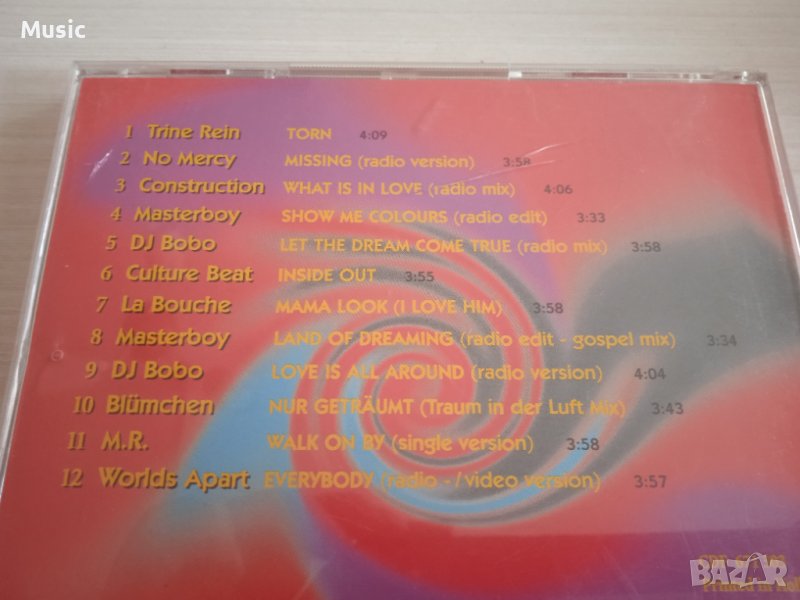 Music
1 Trine Rein TORN 4:09
2 No Mercy MISSING (radio version) 3:58
3 Construction WHAT IS IN LOVE (radio mix) 4:06
4 Masterboy SHOW ME COLOURS (radio edit) 3:33
5 DJ Bobo LET THE DREAM COME TRUE (radio mix) 3:58
6 Culture Beat INSIDE OUT 3:55
7 La Bouche MAMA LOOK (I LOVE HIM) 3:58
8 Masterboy LAND OF DREAMING (radio edit - gospel mix) 3:34
9 DJ Bobo LOVE IS ALL AROUND (radio version) 4:04
10 Blümchen NUR GETRÄUMT (Traum in der Luft Mix) 3:43
11 M.R. WALK ON BY (single version) 3:58
12 Worlds Apart EVERYBODY (radio - / video version) 3:57
Printed in
bazar.bg